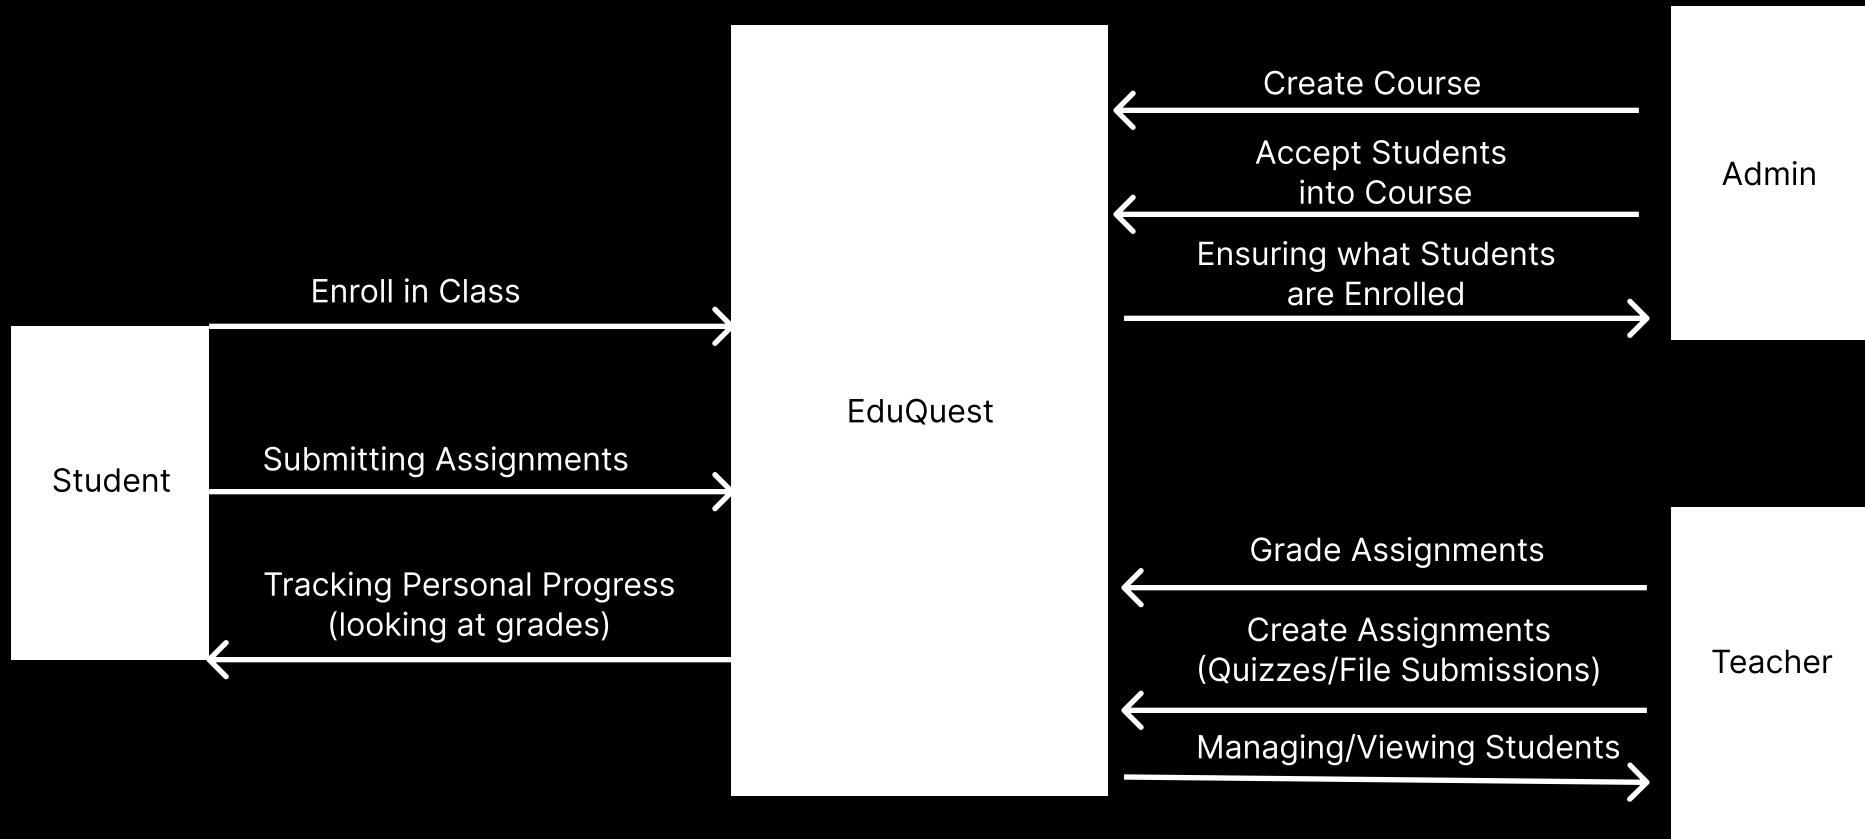 Create Course
Accept Students
into Course
Admin
Ensuring what Students
are Enrolled
Enroll in Class
EduQuest
Submitting Assignments
Student
Tracking Personal Progress
(looking at grades)
Grade Assignments
Create Assignments
(Quizzes/File Submissions)
Teacher
Managing/Viewing Students